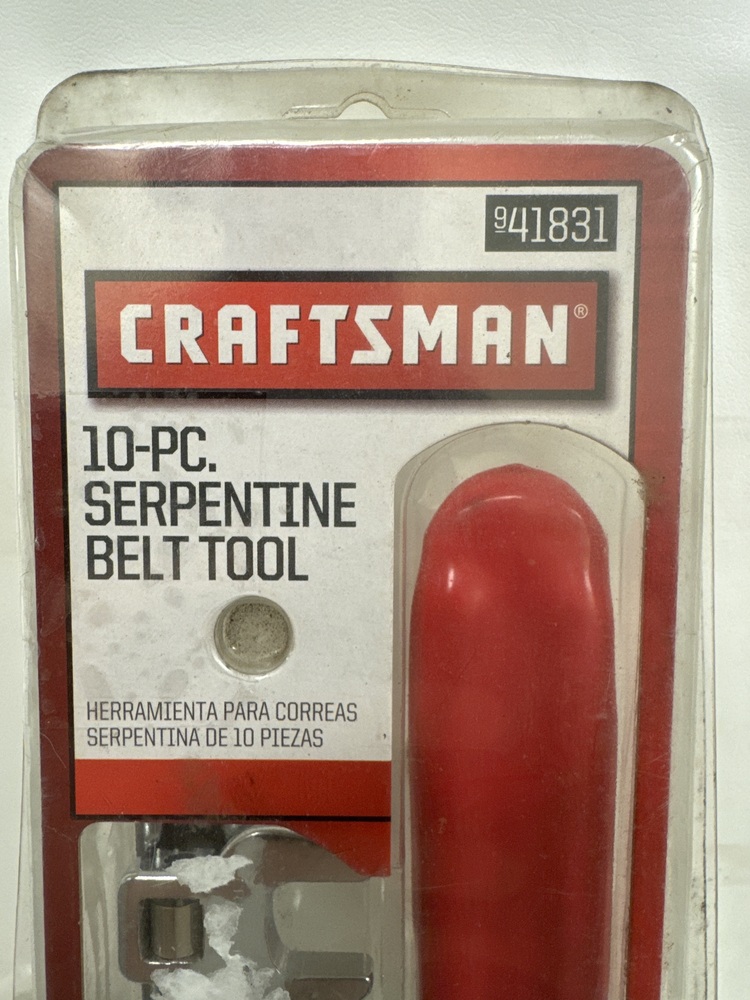 941831
CRAFTSMAN®
10-PC.
SERPENTINE
BELT TOOL
HERRAMIENTA PARA CORREAS
SERPENTINA DE 10 PIEZAS